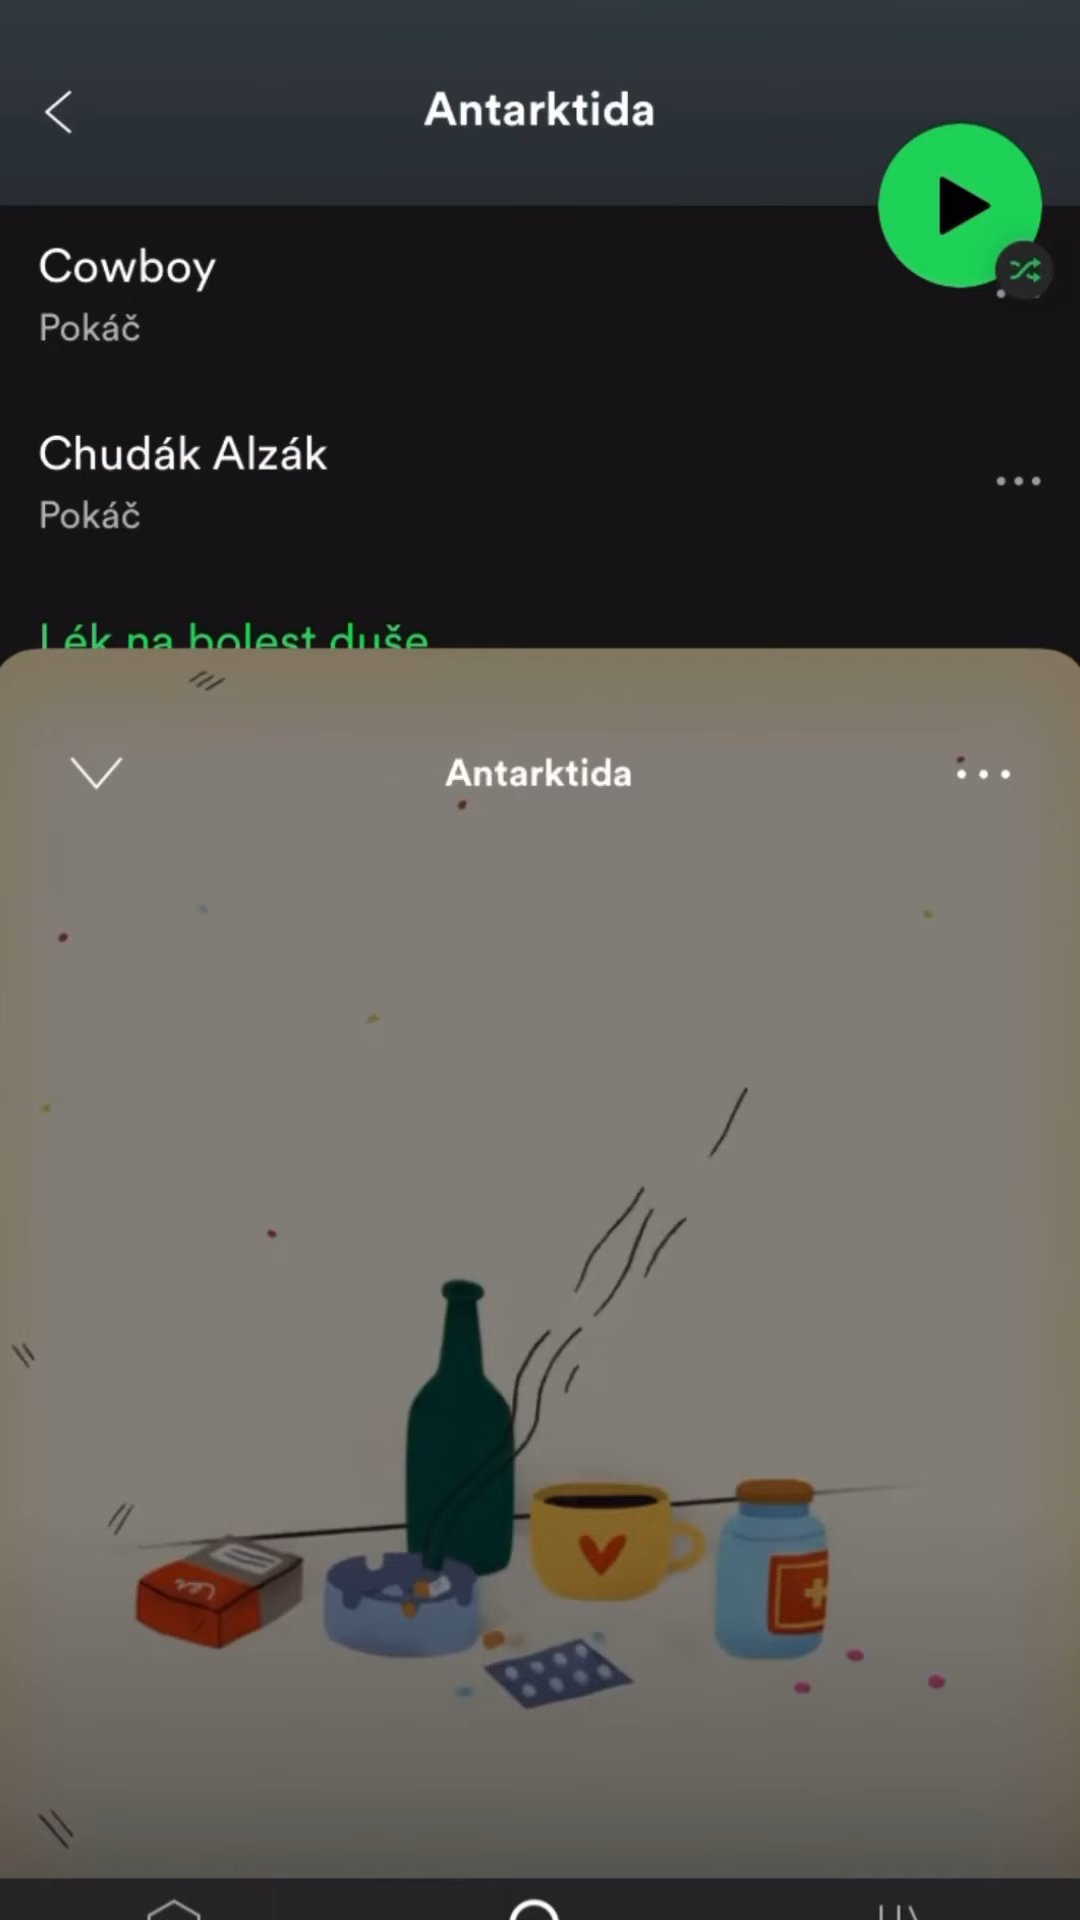 Antarktida
Cowboy
Pokáč
Chudák Alzák
Pokáč
Lék na bolest duše
Antarktida